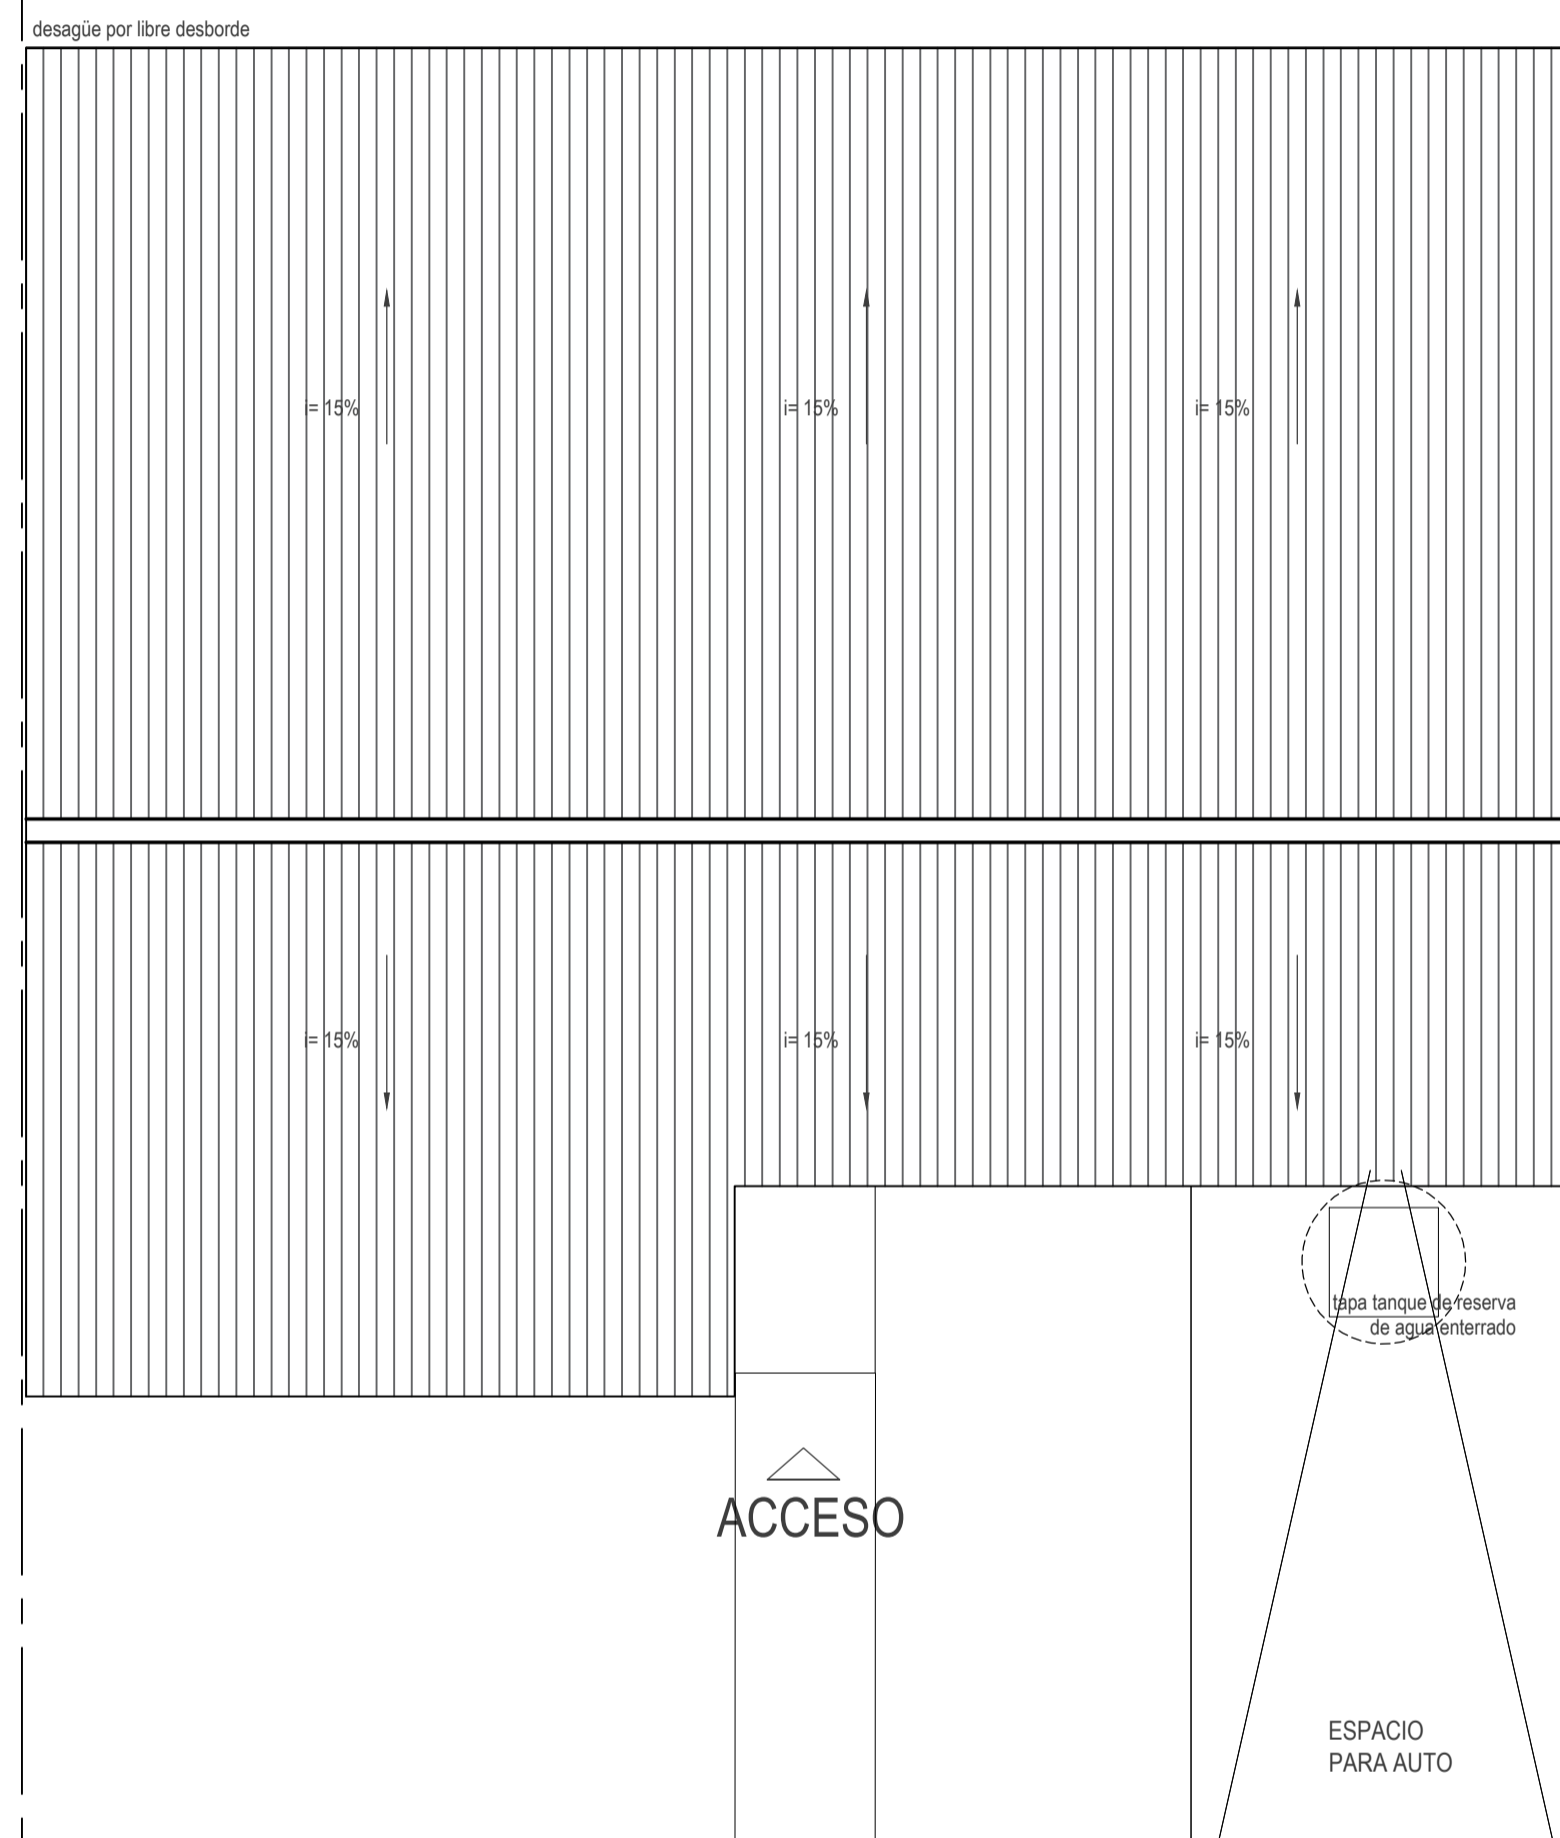 desagüe por libre desborde
i= 15%
i= 15%
i= 15%
i= 15%
i= 15%
i= 15%
tapa tanque de reserva
de agua enterrado
ACCESO
ESPACIO
PARA AUTO